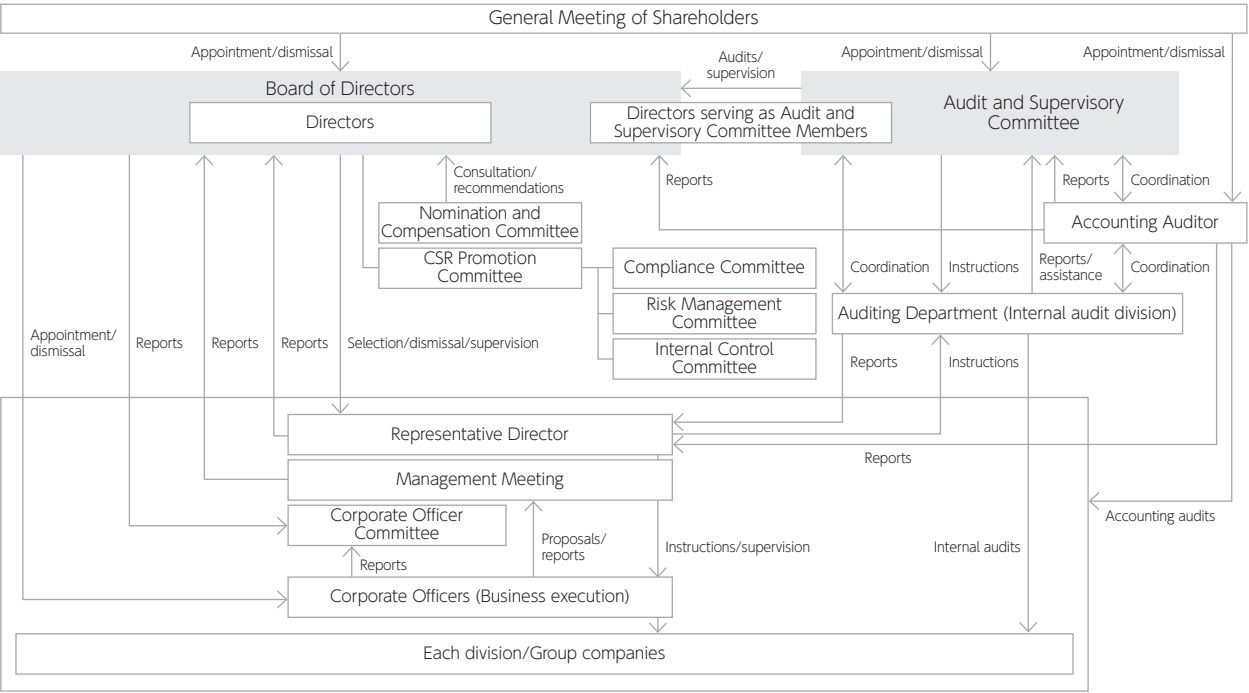 General Meeting of Shareholders
Appointment/dismissal
Audits/
supervision
Appointment/dismissal
Appointment/dismissal
Board of Directors
Directors
Directors serving as Audit and
Supervisory Committee Members
Audit and Supervisory
Committee
Consultation/
recommendations
Reports
Reports
Coordination
Nomination and
Compensation Committee
Accounting Auditor
CSR Promotion
Committee
Compliance Committee
Coordination
Instructions
Reports/
assistance
Coordination
Risk Management
Committee
Auditing Department (Internal audit division)
Appointment/
dismissal
Reports
Reports
Reports
Selection/dismissal/supervision
Internal Control
Committee
Reports
Instructions
Representative Director
Reports
Management Meeting
Corporate Officer
Committee
Accounting audits
Proposals/
reports
Instructions/supervision
Internal audits
Reports
Corporate Officers (Business execution)
Each division/Group companies